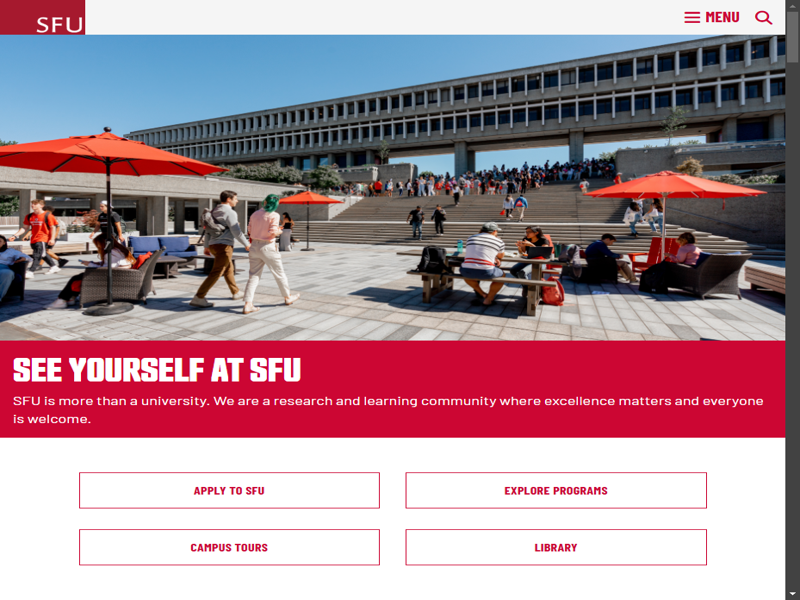 SFU
MENU
SEE YOURSELF AT SFU
SFU is more than a university. We are a research and learning community where excellence matters and everyone
is welcome.
APPLY TO SFU
EXPLORE PROGRAMS
CAMPUS TOURS
LIBRARY